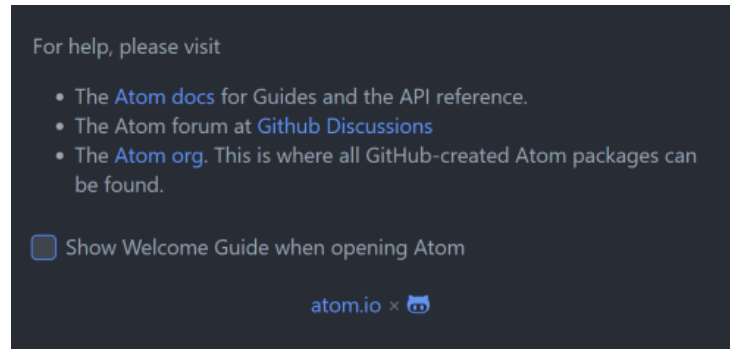 For help, please visit
• The Atom docs for Guides and the API reference.
• The Atom forum at Github Discussions
• The Atom org. This is where all GitHub-created Atom packages can
be found.
Show Welcome Guide when opening Atom
atom.io ×